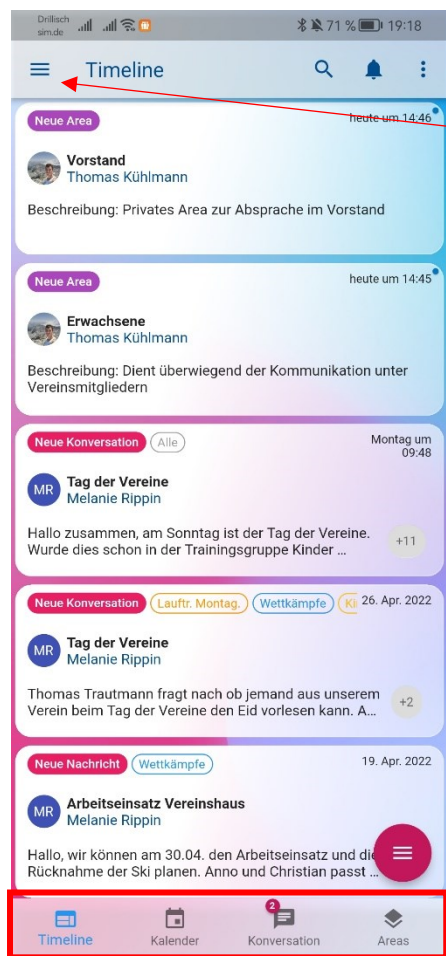 Drillisch
sim.de
71 % 19:18
Timeline
Neue Area
heute um 14:46
Vorstand
Thomas Kühlmann
Beschreibung: Privates Area zur Absprache im Vorstand
Neue Area
heute um 14:45
Erwachsene
Thomas Kühlmann
Beschreibung: Dient überwiegend der Kommunikation unter
Vereinsmitgliedern
Neue Konversation Alle
Montag um
09:48
MR
Tag der Vereine
Melanie Rippin
Hallo zusammen, am Sonntag ist der Tag der Vereine.
Wurde dies schon in der Trainingsgruppe Kinder ...
+11
Neue Konversation Lauftr. Montag. Wettkämpfe Ki 26. Apr. 2022
MR
Tag der Vereine
Melanie Rippin
Thomas Trautmann fragt nach ob jemand aus unserem
Verein beim Tag der Vereine den Eid vorlesen kann. A...
+2
Neue Nachricht Wettkämpfe 19. Apr. 2022
MR
Arbeitseinsatz Vereinshaus
Melanie Rippin
Hallo, wir können am 30.04. den Arbeitseinsatz und die
Rücknahme der Ski planen. Anno und Christian passt ...
2
Timeline Kalender Konversation Areas